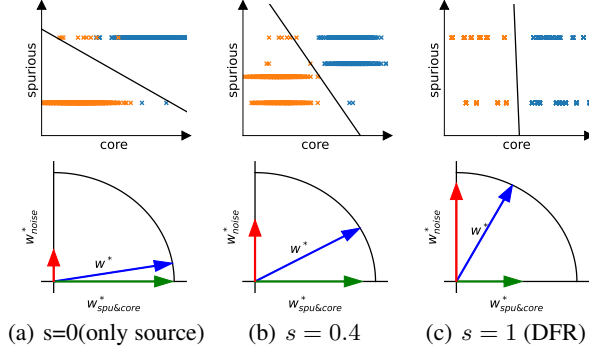 spurious
core
spurious
core
spurious
core
w*noise
w*
w*spu&core
w*noise
w*
w*spu&core
w*noise
w*
w*spu&core
(a) s=0(only source)
(b) s = 0.4
(c) s = 1 (DFR)